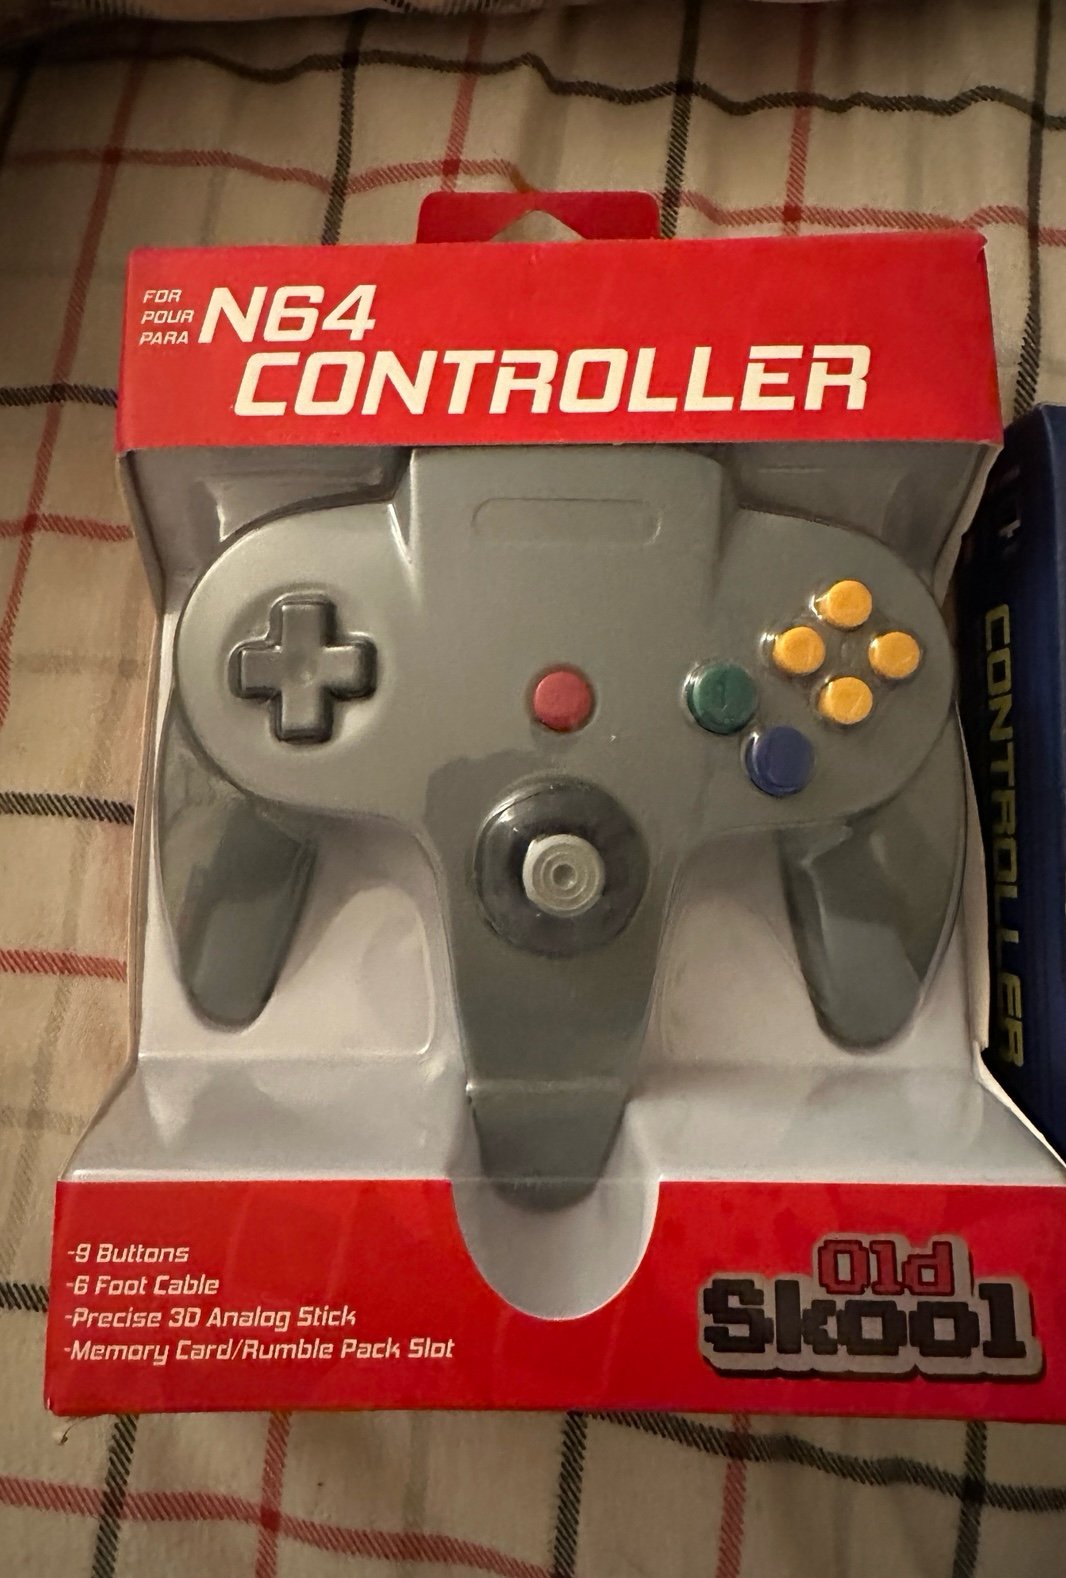 FOR
POUR
PARA
N64
CONTROLLER
-9 Buttons
-6 Foot Cable
-Precise 3D Analog Stick
-Memory Card/Rumble Pack Slot
Old
Skool
CONTROLLER